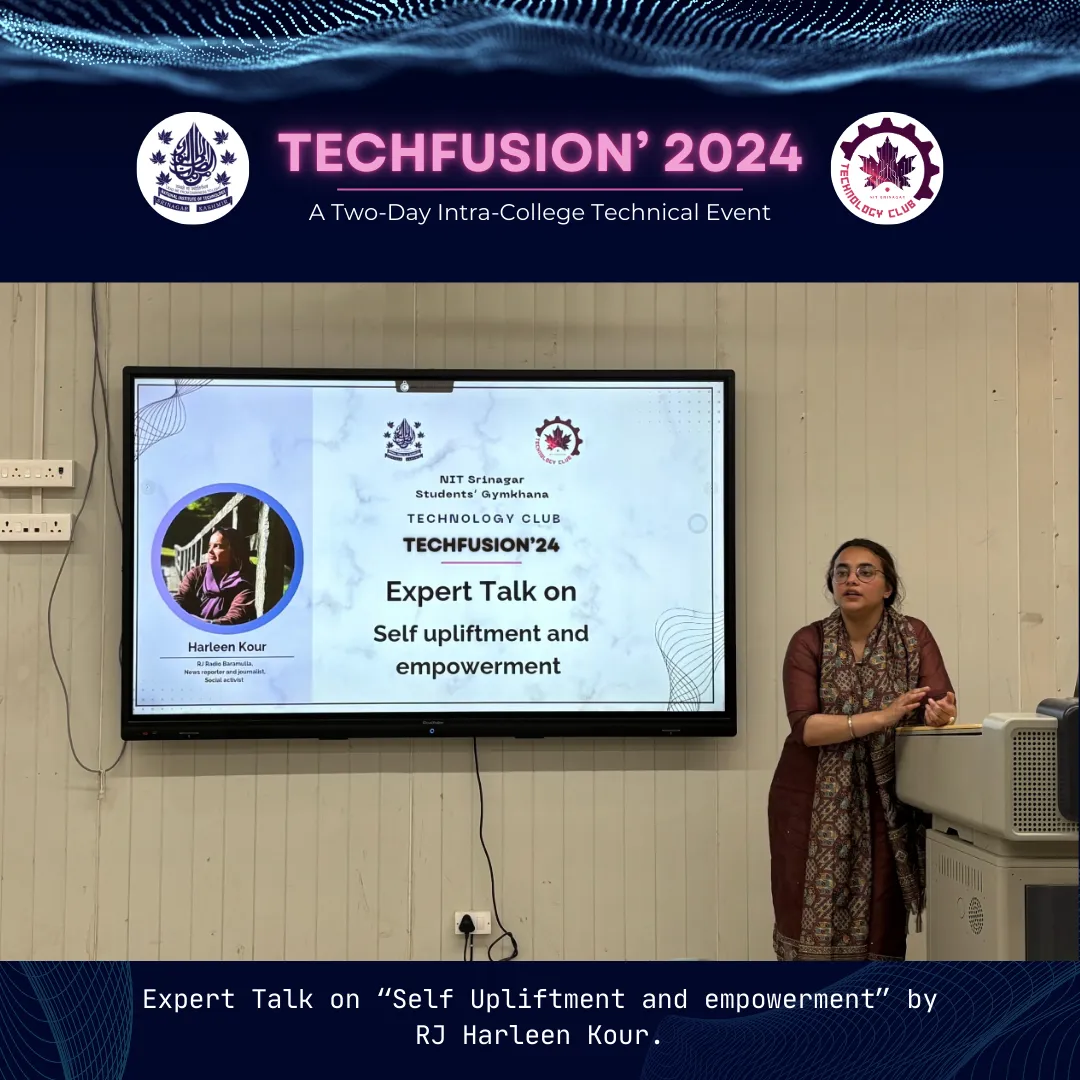 TECHFUSION’ 2024
A Two-Day Intra-College Technical Event
TECHNOLOGY CLUB
NIT SRINAGAR
NATIONAL INSTITUTE OF TECHNOLOGY
SRINAGAR KASHMIR
TECHNOLOGY CLUB
NIT Srinagar
Students’ Gymkhana
TECHNOLOGY CLUB
TECHFUSION’24
Expert Talk on
Self upliftment and
empowerment
Harleen Kour
RJ Radio Baramulla,
News reporter and journalist,
Social activist
Expert Talk on “Self Upliftment and empowerment” by
RJ Harleen Kour.